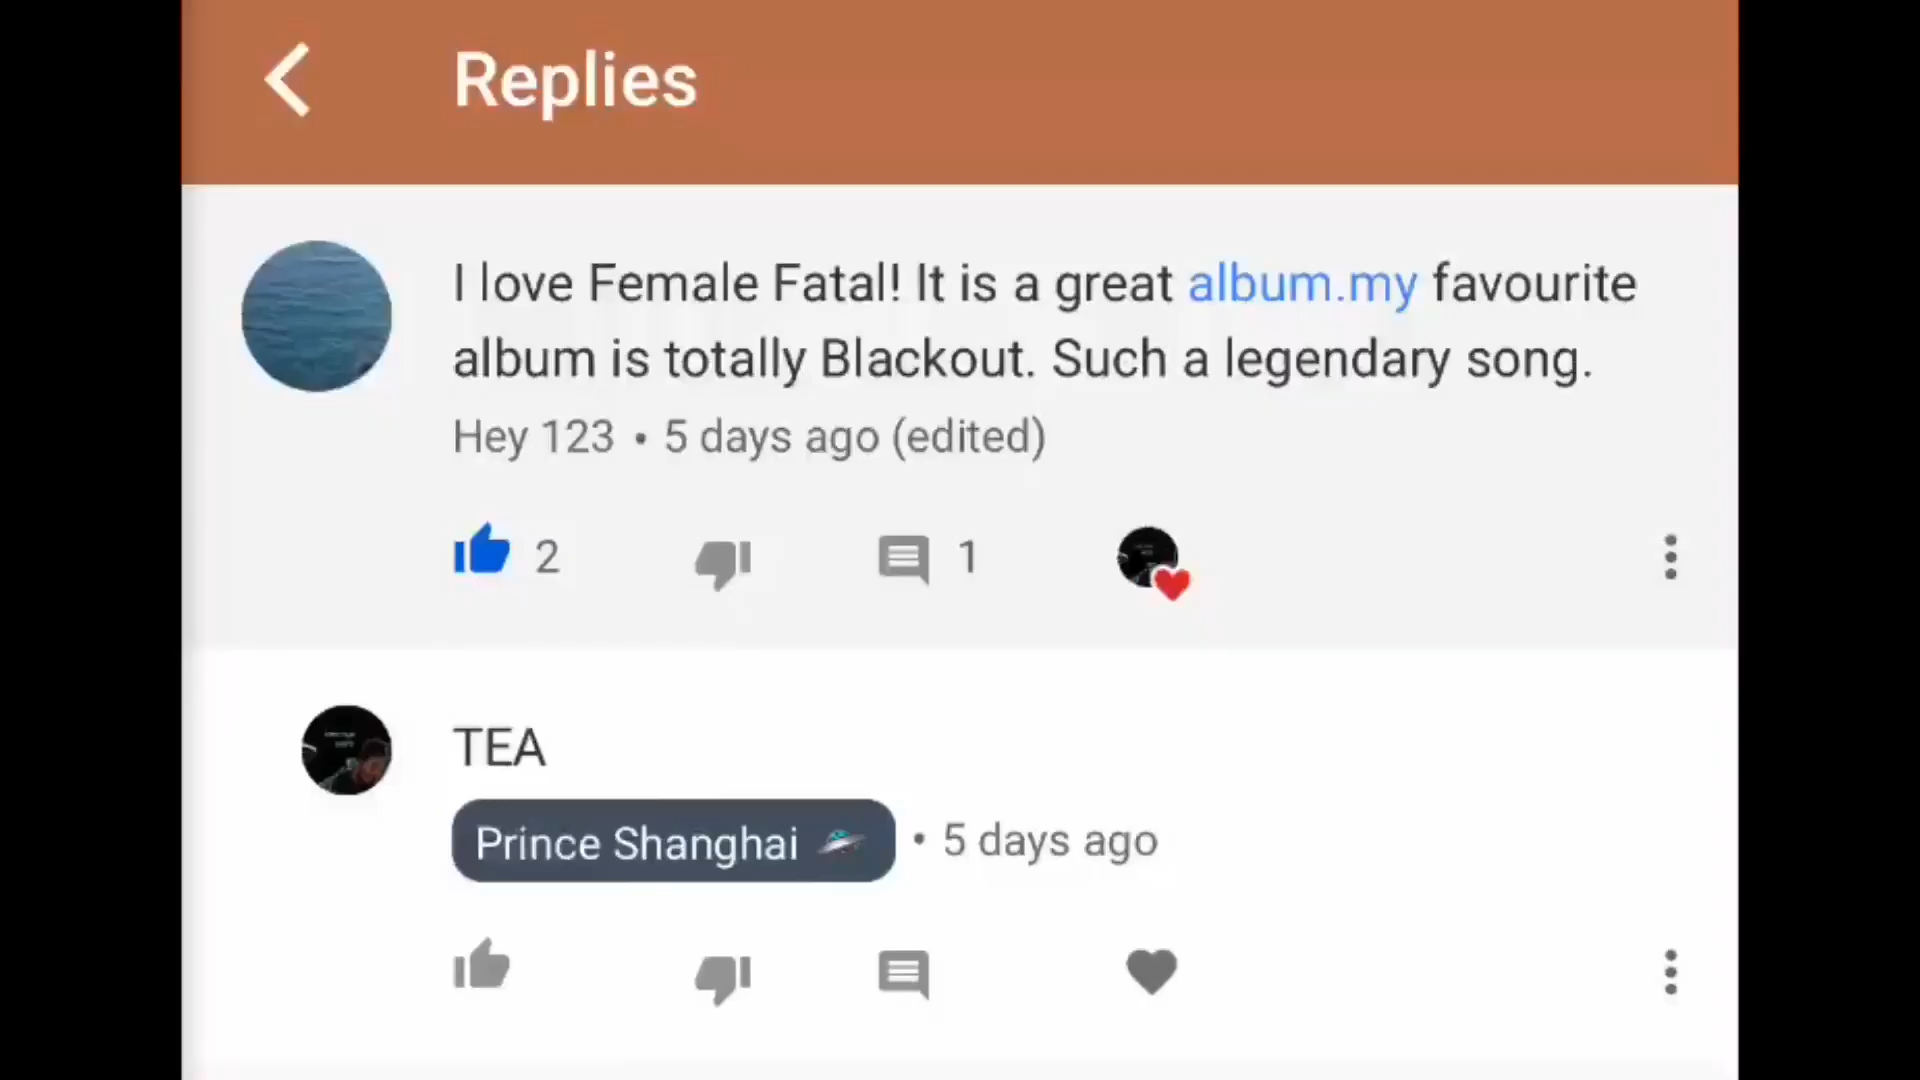 Replies
I love Female Fatal! It is a great album.my favourite
album is totally Blackout. Such a legendary song.
Hey 123 • 5 days ago (edited)
2 1
TEA
Prince Shanghai 🛸 • 5 days ago